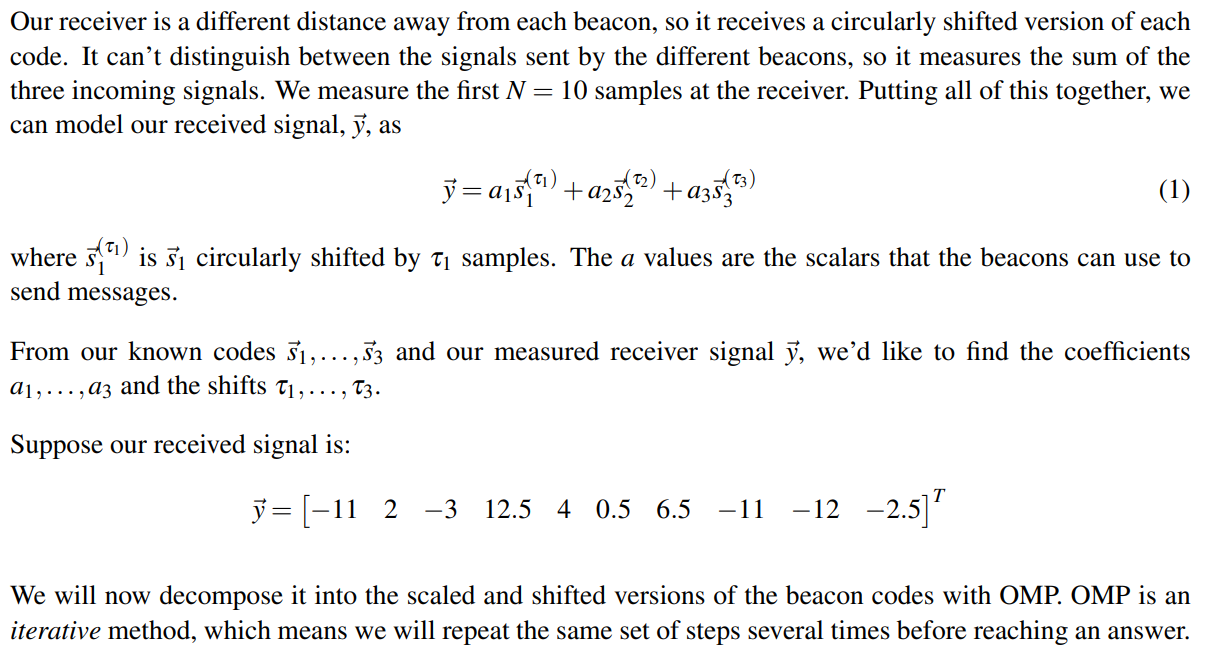 Our receiver is a different distance away from each beacon, so it receives a circularly shifted version of each
code. It can’t distinguish between the signals sent by the different beacons, so it measures the sum of the
three incoming signals. We measure the first N = 10 samples at the receiver. Putting all of this together, we
can model our received signal, $\vec{y}$, as
$\vec{y} = a_1\vec{s}_1^{(\tau_1)} + a_2\vec{s}_2^{(\tau_2)} + a_3\vec{s}_3^{(\tau_3)}$ (1)
where $\vec{s}_1^{(\tau_1)}$ is $\vec{s}_1$ circularly shifted by $\tau_1$ samples. The a values are the scalars that the beacons can use to
send messages.
From our known codes $\vec{s}_1, \ldots, \vec{s}_3$ and our measured receiver signal $\vec{y}$, we’d like to find the coefficients
$a_1, \ldots, a_3$ and the shifts $\tau_1, \ldots, \tau_3$.
Suppose our received signal is:
$\vec{y} = [-11 \quad 2 \quad -3 \quad 12.5 \quad 4 \quad 0.5 \quad 6.5 \quad -11 \quad -12 \quad -2.5]^T$
We will now decompose it into the scaled and shifted versions of the beacon codes with OMP. OMP is an
iterative method, which means we will repeat the same set of steps several times before reaching an answer.